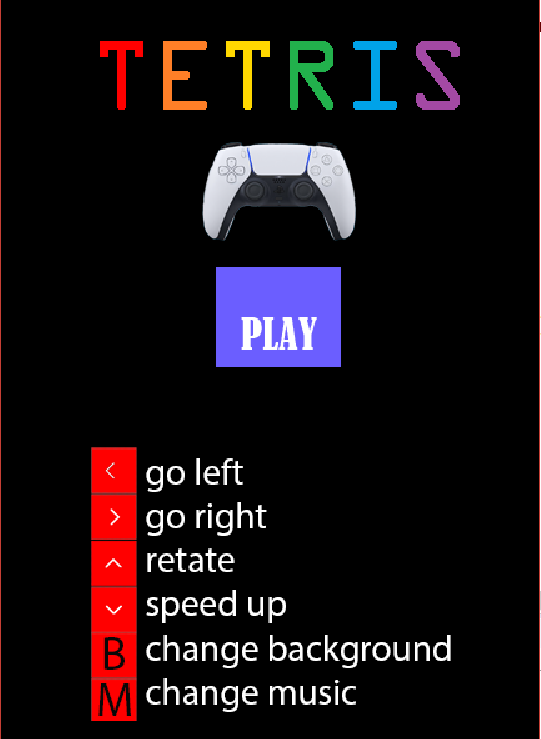 TETRIS
PLAY
< go left
> go right
^ retate
⌄ speed up
B change background
M change music